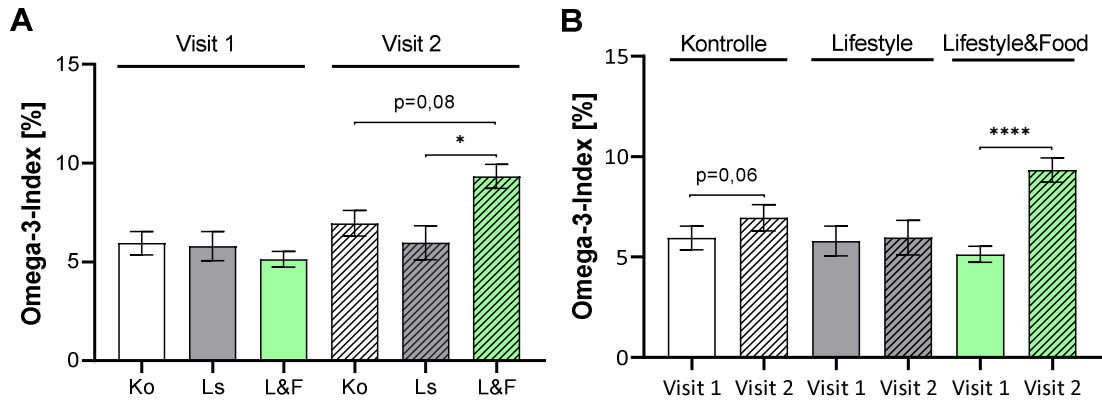 A
Visit 1 Visit 2
15
p=0,08
*
10
5
0
Omega-3-Index [%]
Ko Ls L&F Ko Ls L&F
B
Kontrolle Lifestyle Lifestyle&Food
15
****
10
p=0,06
5
0
Omega-3-Index [%]
Visit 1 Visit 2 Visit 1 Visit 2 Visit 1 Visit 2